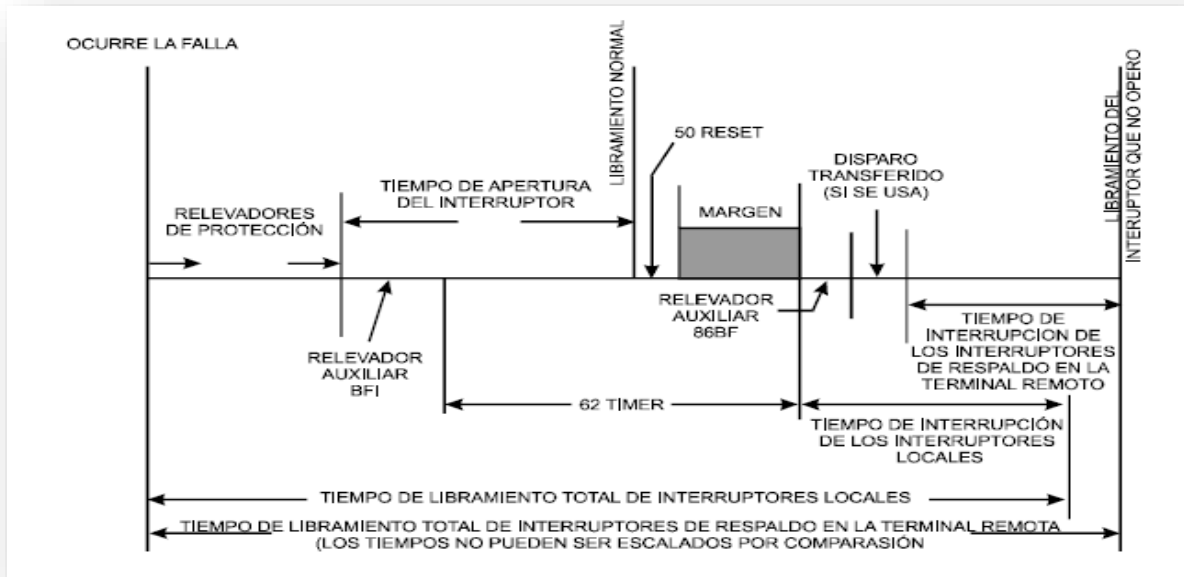 OCURRE LA FALLA
LIBRAMIENTO NORMAL
LIBRAMIENTO DEL
INTERUPTOR QUE NO OPERO
50 RESET
DISPARO
TRANSFERIDO
(SI SE USA)
TIEMPO DE APERTURA
DEL INTERRUPTOR
RELEVADORES
DE PROTECCIÓN
MARGEN
RELEVADOR
AUXILIAR
86BF
RELEVADOR
AUXILIAR
BFI
TIEMPO DE
INTERRUPCION DE
LOS INTERRUPTORES
DE RESPALDO EN LA
TERMINAL REMOTO
62 TIMER
TIEMPO DE INTERRUPCIÓN
DE LOS INTERRUPTORES
LOCALES
TIEMPO DE LIBRAMIENTO TOTAL DE INTERRUPTORES LOCALES
TIEMPO DE LIBRAMIENTO TOTAL DE INTERRUPTORES DE RESPALDO EN LA TERMINAL REMOTA
(LOS TIEMPOS NO PUEDEN SER ESCALADOS POR COMPARASIÓN